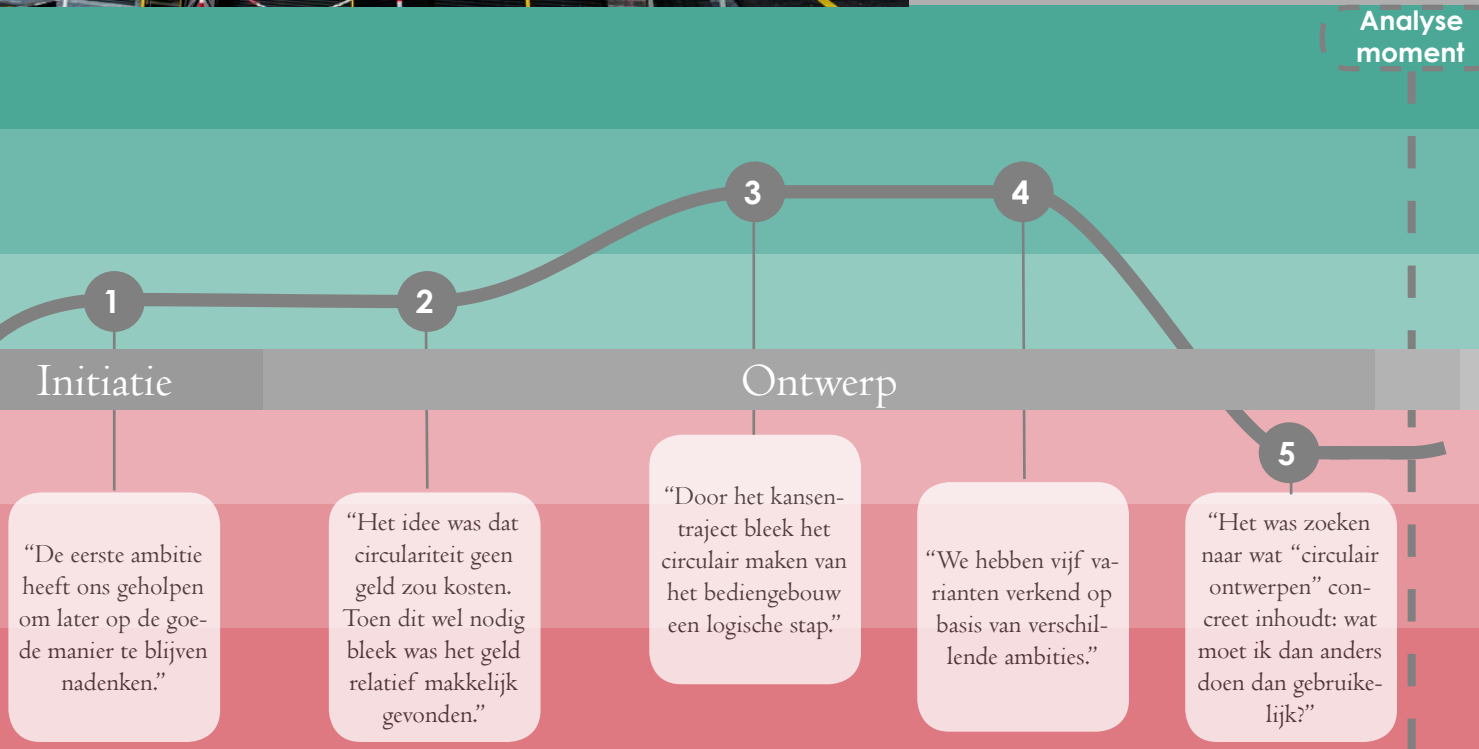 Analyse
moment
3
4
1
2
Initiatie
Ontwerp
5
“De eerste ambitie
heeft ons geholpen
om later op de goe-
de manier te blijven
nadenken.”
“Het idee was dat
circulariteit geen
geld zou kosten.
Toen dit wel nodig
bleek was het geld
relatief makkelijk
gevonden.”
“Door het kansen-
traject bleek het
circulair maken van
het bediengebouw
een logische stap.”
“We hebben vijf va-
rianten verkend op
basis van verschil-
lende ambities.”
“Het was zoeken
naar wat “circulair
ontwerpen” con-
creet inhoudt: wat
moet ik dan anders
doen dan gebruike-
lijk?”